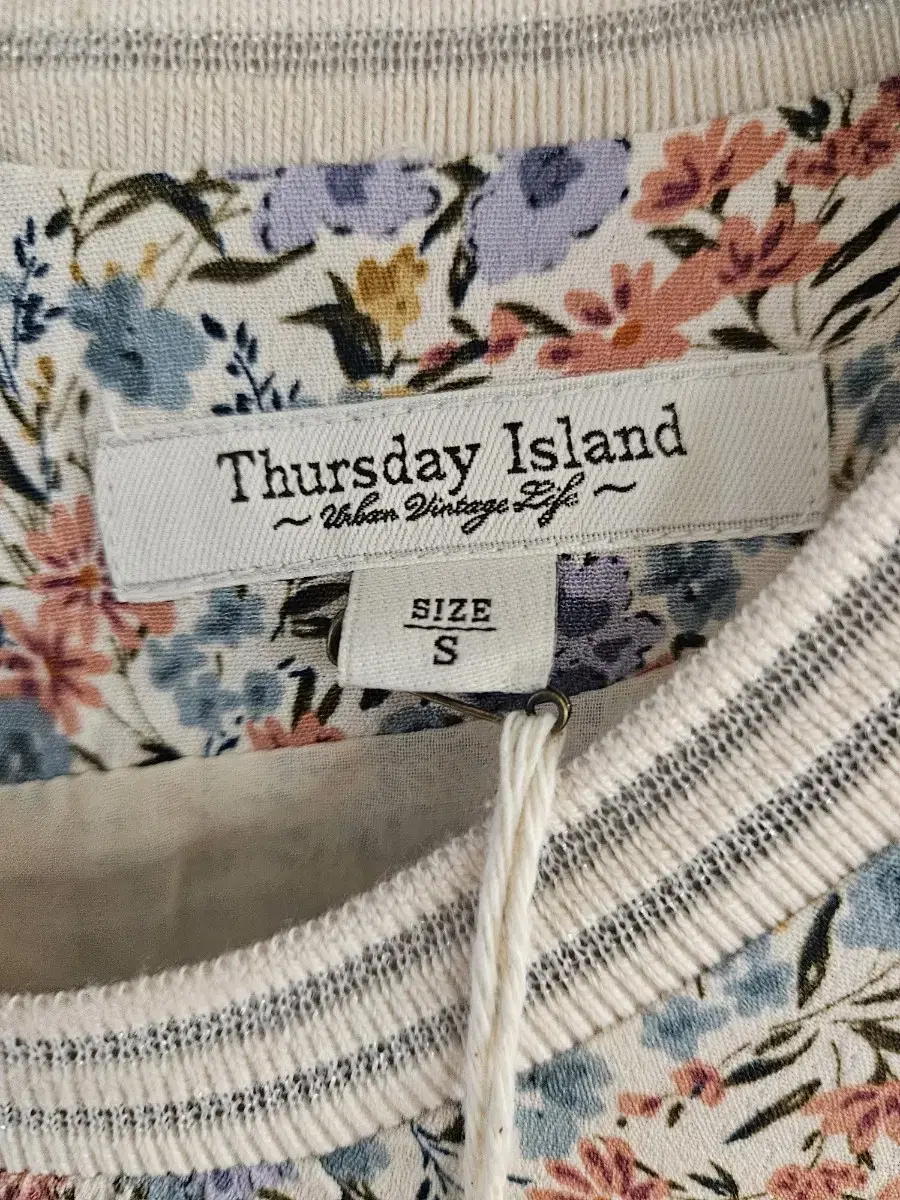 Thursday Island
~ Urban Vintage Life ~
SIZE
S